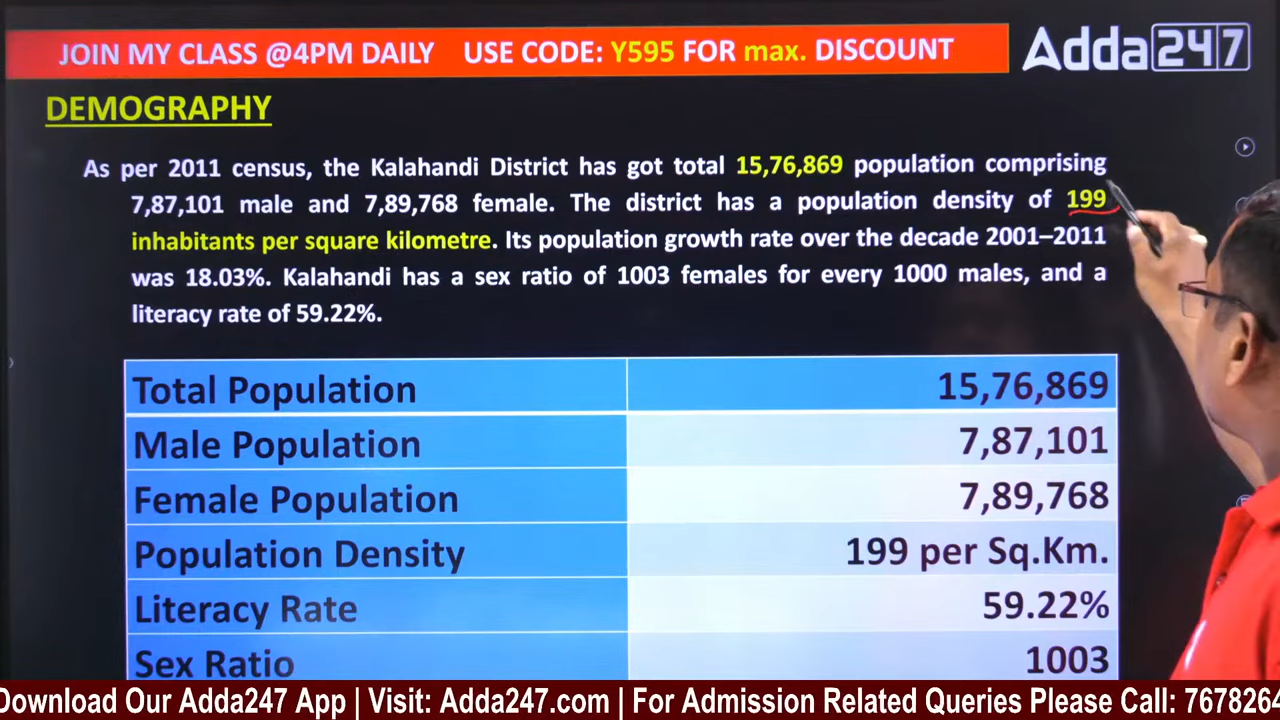 JOIN MY CLASS @4PM DAILY USE CODE: Y595 FOR max. DISCOUNT
Adda247
DEMOGRAPHY
As per 2011 census, the Kalahandi District has got total 15,76,869 population comprising
7,87,101 male and 7,89,768 female. The district has a population density of 199
inhabitants per square kilometre. Its population growth rate over the decade 2001–2011
was 18.03%. Kalahandi has a sex ratio of 1003 females for every 1000 males, and a
literacy rate of 59.22%.
Total Population 15,76,869
Male Population 7,87,101
Female Population 7,89,768
Population Density 199 per Sq.Km.
Literacy Rate 59.22%
Sex Ratio 1003
Download Our Adda247 App | Visit: Adda247.com | For Admission Related Queries Please Call: 7678264